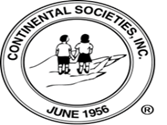 CONTINENTAL SOCIETIES, INC.
JUNE 1956
®